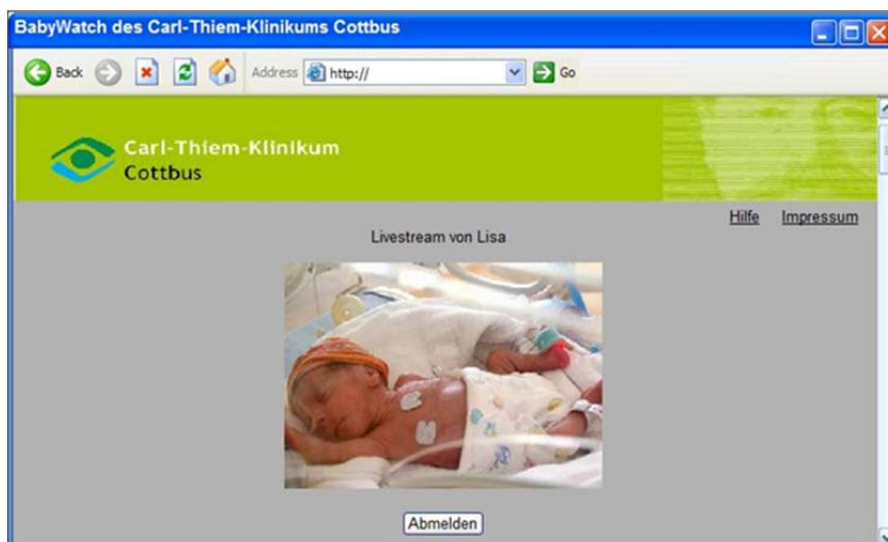 BabyWatch des Carl-Thiem-Klinikums Cottbus
Back Address http:// Go
Carl-Thiem-Klinikum
Cottbus
Hilfe Impressum
Livestream von Lisa
Abmelden